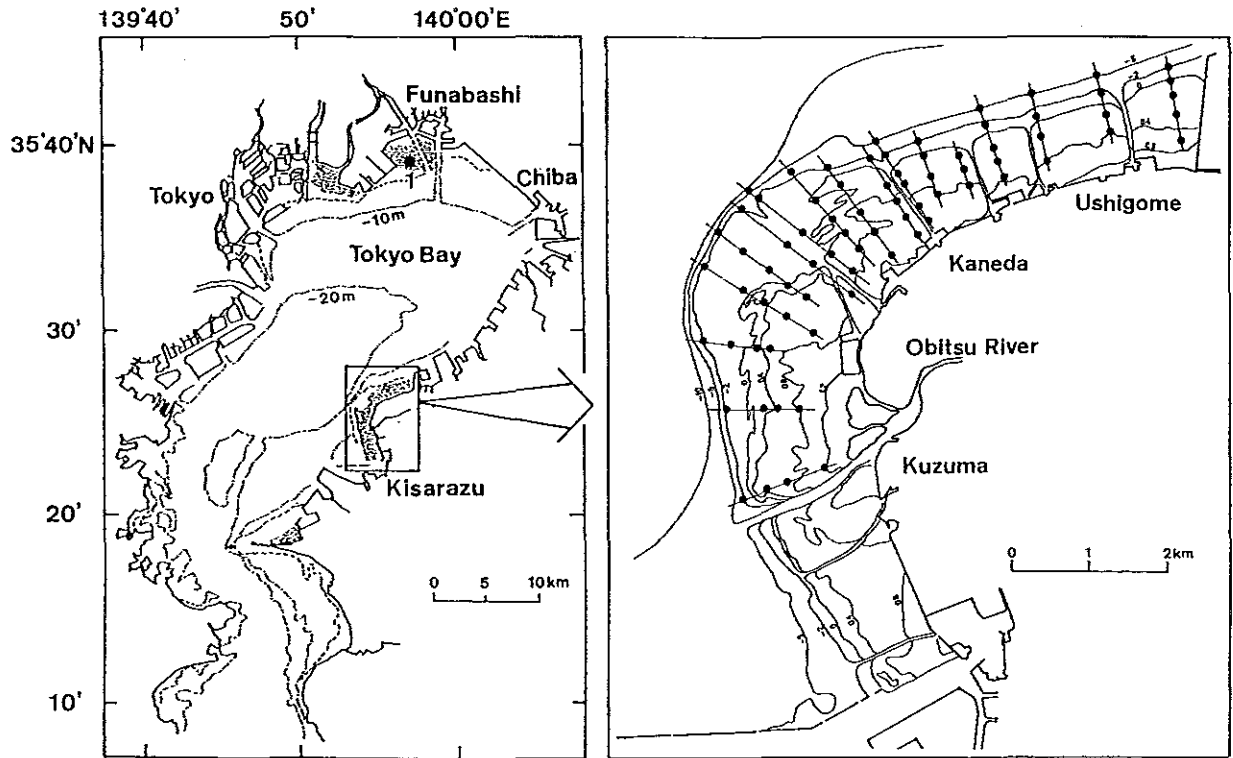 139°40' 50' 140°00'E
Funabashi
35°40'N
1
Tokyo
Chiba
-10m
Tokyo Bay
-20m
30'
Kisarazu
20'
0 5 10km
10'
Ushigome
Kaneda
Obitsu River
Kuzuma
0 1 2km